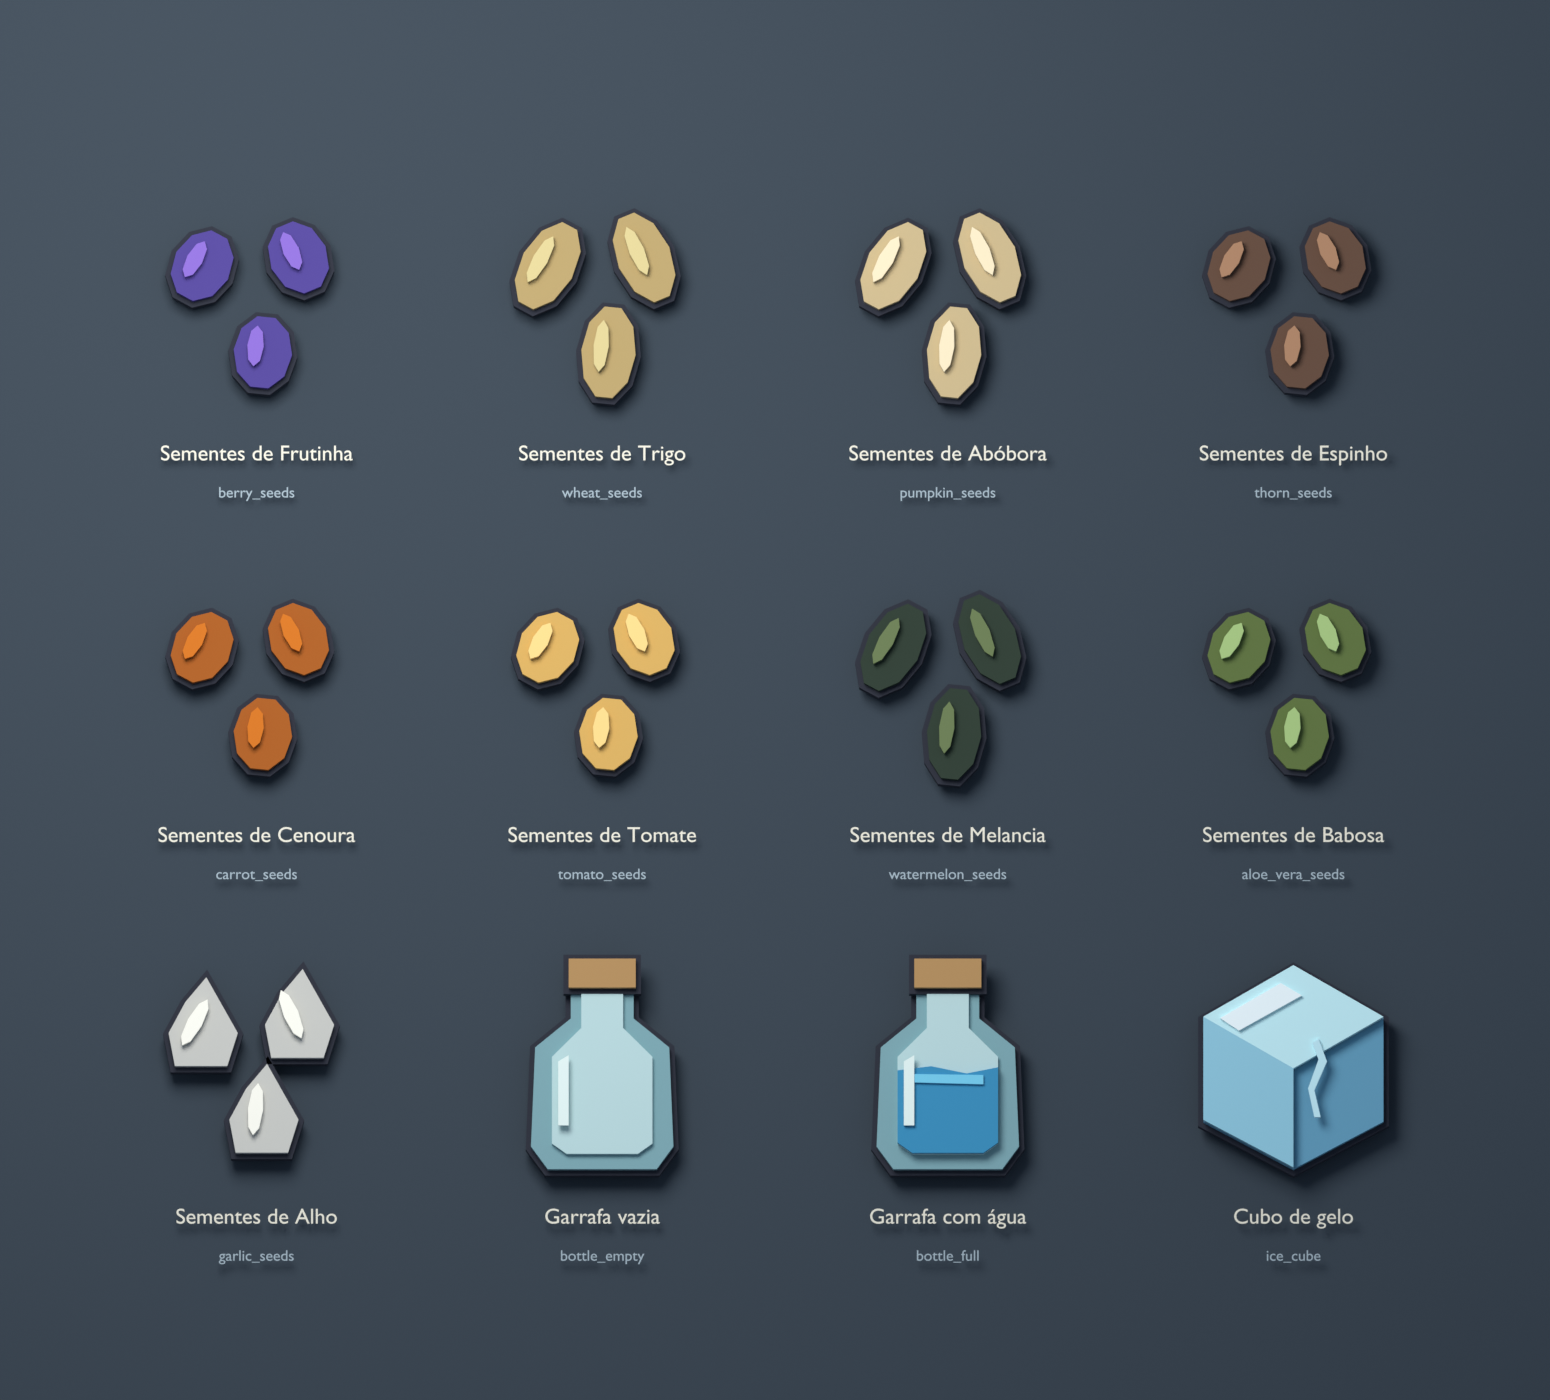 Sementes de Frutinha
berry_seeds
Sementes de Trigo
wheat_seeds
Sementes de Abóbora
pumpkin_seeds
Sementes de Espinho
thorn_seeds
Sementes de Cenoura
carrot_seeds
Sementes de Tomate
tomato_seeds
Sementes de Melancia
watermelon_seeds
Sementes de Babosa
aloe_vera_seeds
Sementes de Alho
garlic_seeds
Garrafa vazia
bottle_empty
Garrafa com água
bottle_full
Cubo de gelo
ice_cube